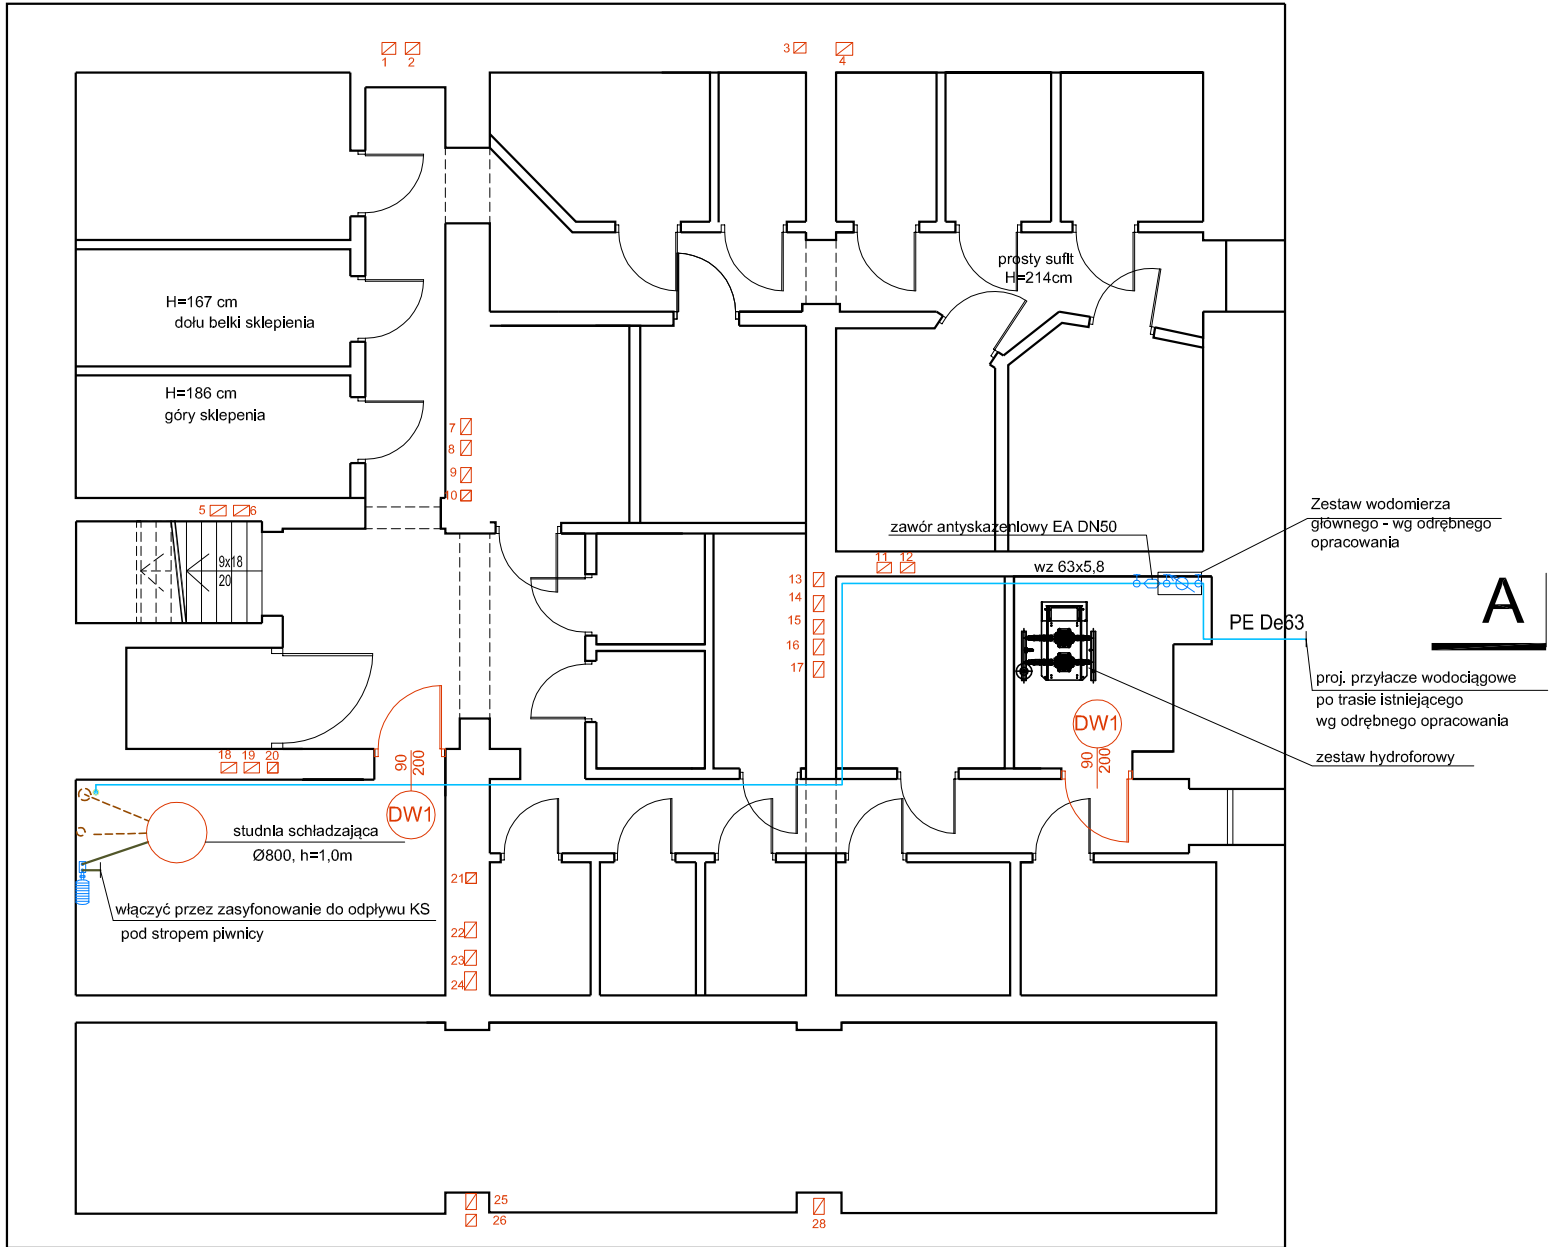 1
2
3
4
prosty suflt
H=214cm
H=167 cm
dołu belki sklepienia
H=186 cm
góry sklepenia
7
8
9
10
5
6
9x18
20
zawór antyskażenlowy EA DN50
Zestaw wodomierza
głównego - wg odrębnego
opracowania
11
12
wz 63x5,8
13
14
15
16
17
PE De63
A
proj. przyłacze wodociągowe
po trasie istniejącego
wg odrębnego opracowania
zestaw hydroforowy
DW1
90
200
18
19
20
90
200
DW1
studnla schładzająca
Ø800, h=1,0m
włączyć przez zasyfonowanie do odpływu KS
pod stropem piwnicy
21
22
23
24
25
26
28